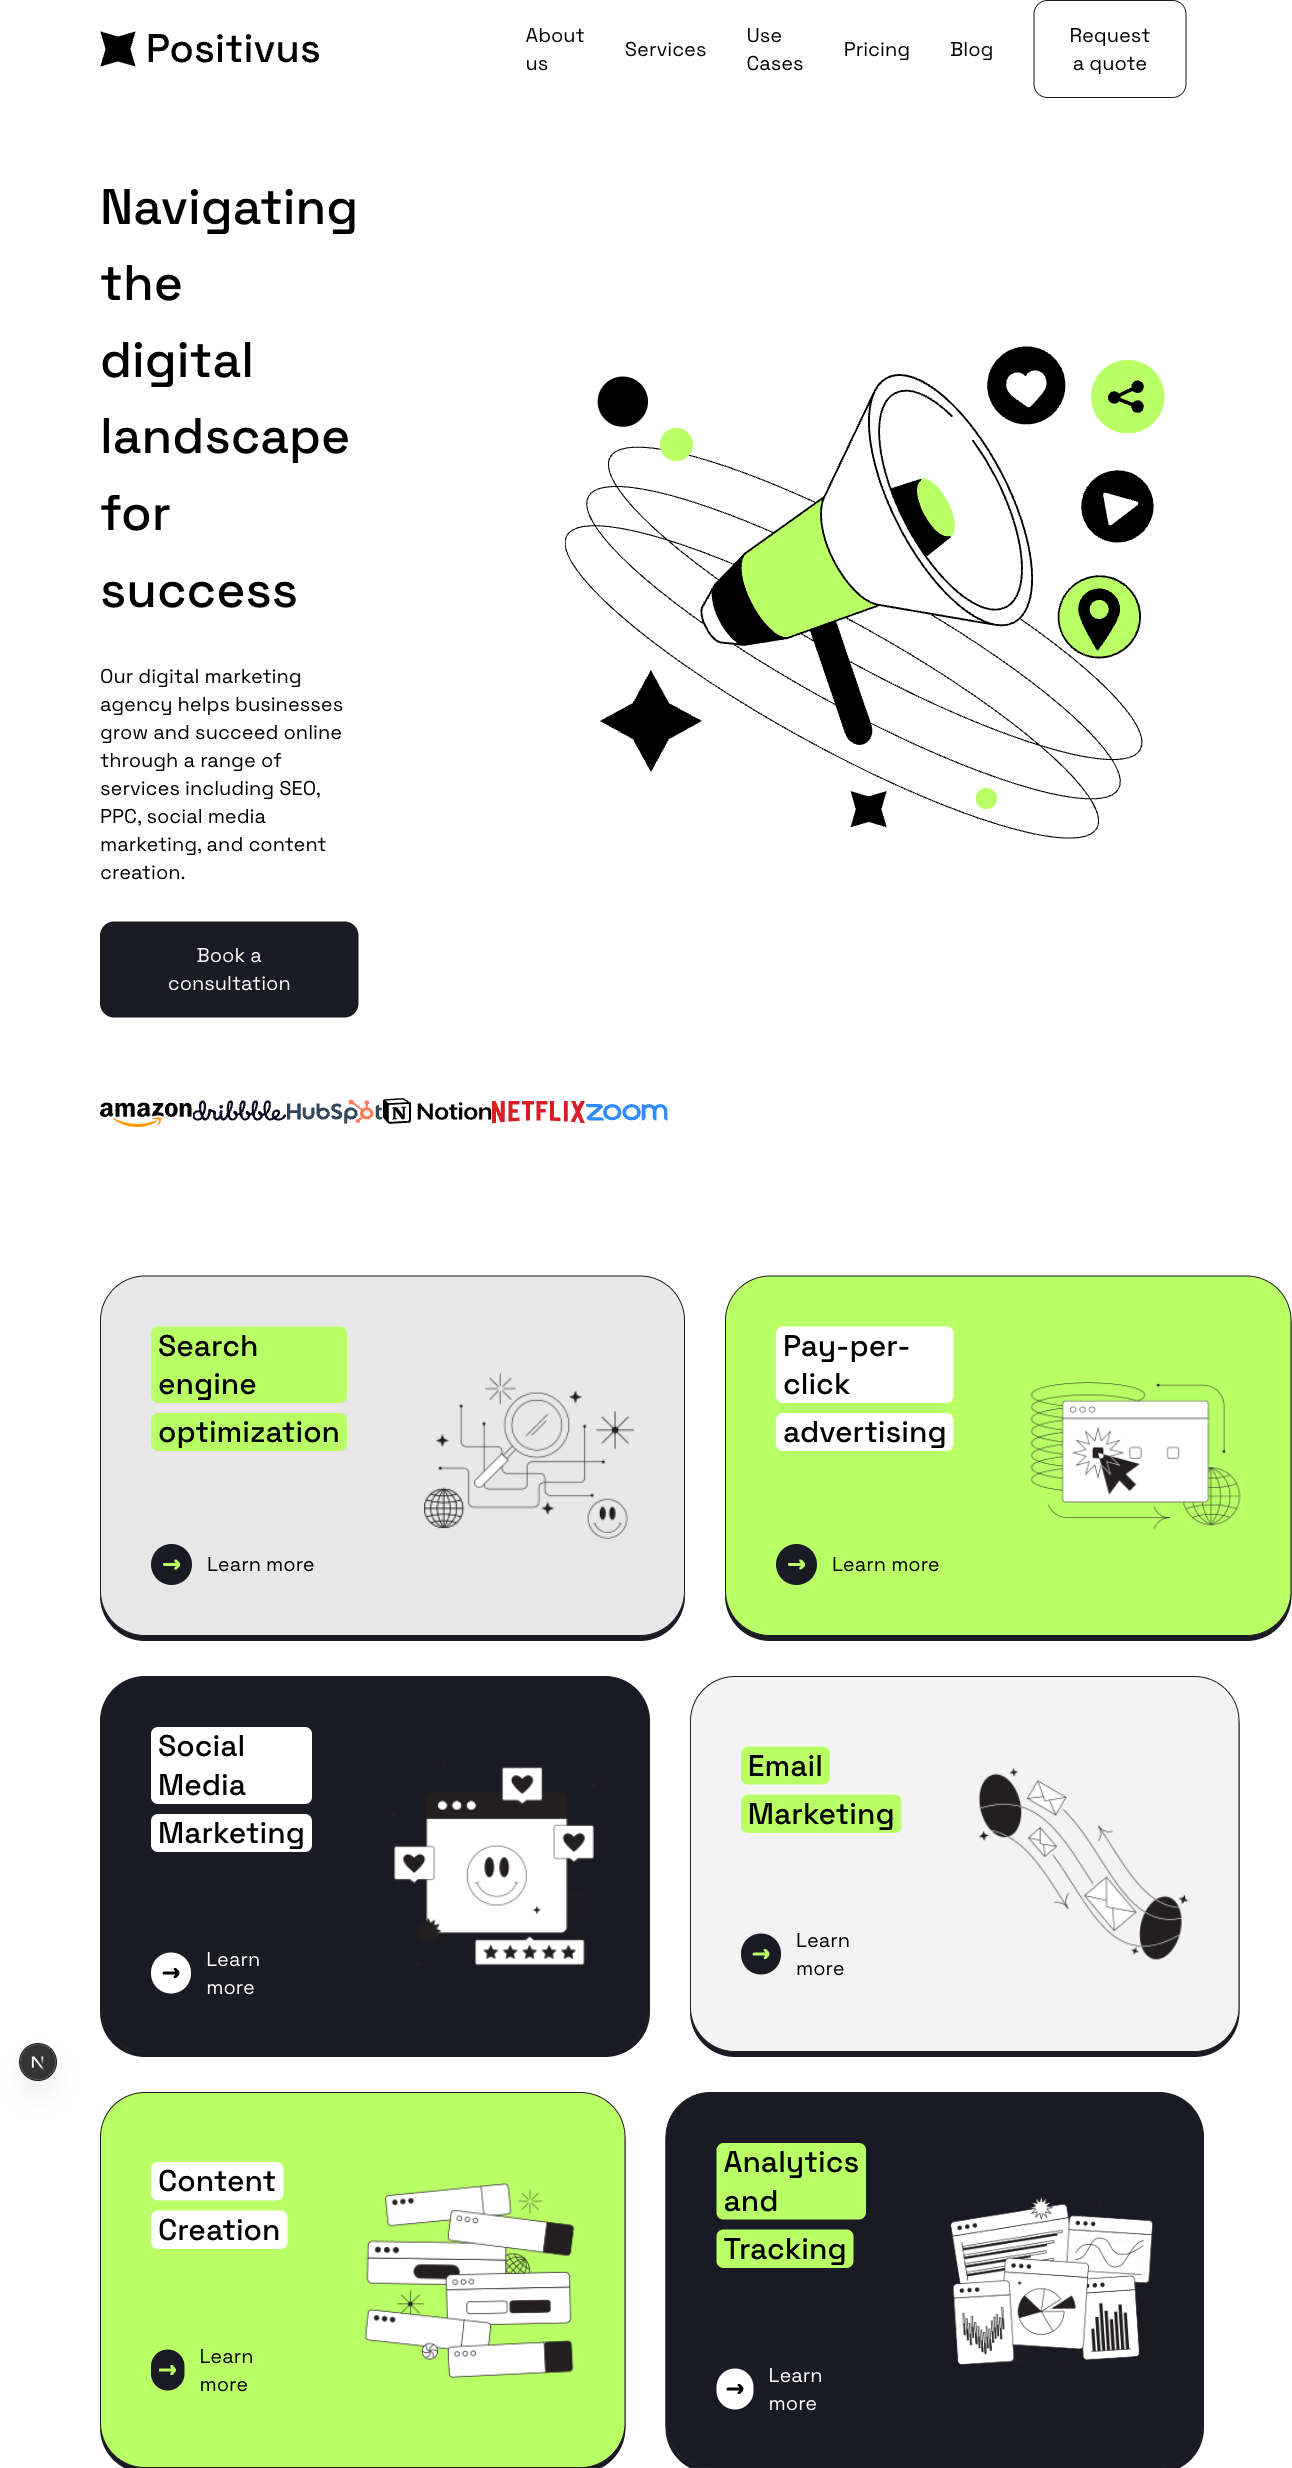 Positivus
About
us
Services
Use
Cases
Pricing
Blog
Request
a quote
Navigating
the
digital
landscape
for
success
Our digital marketing
agency helps businesses
grow and succeed online
through a range of
services including SEO,
PPC, social media
marketing, and content
creation.
Book a
consultation
amazon
dribbble
HubSpot
Notion
NETFLIX
zoom
Search
engine
optimization
Learn more
Pay-per-
click
advertising
Learn more
Social
Media
Marketing
Learn
more
Email
Marketing
Learn
more
N
Content
Creation
Learn
more
Analytics
and
Tracking
Learn
more